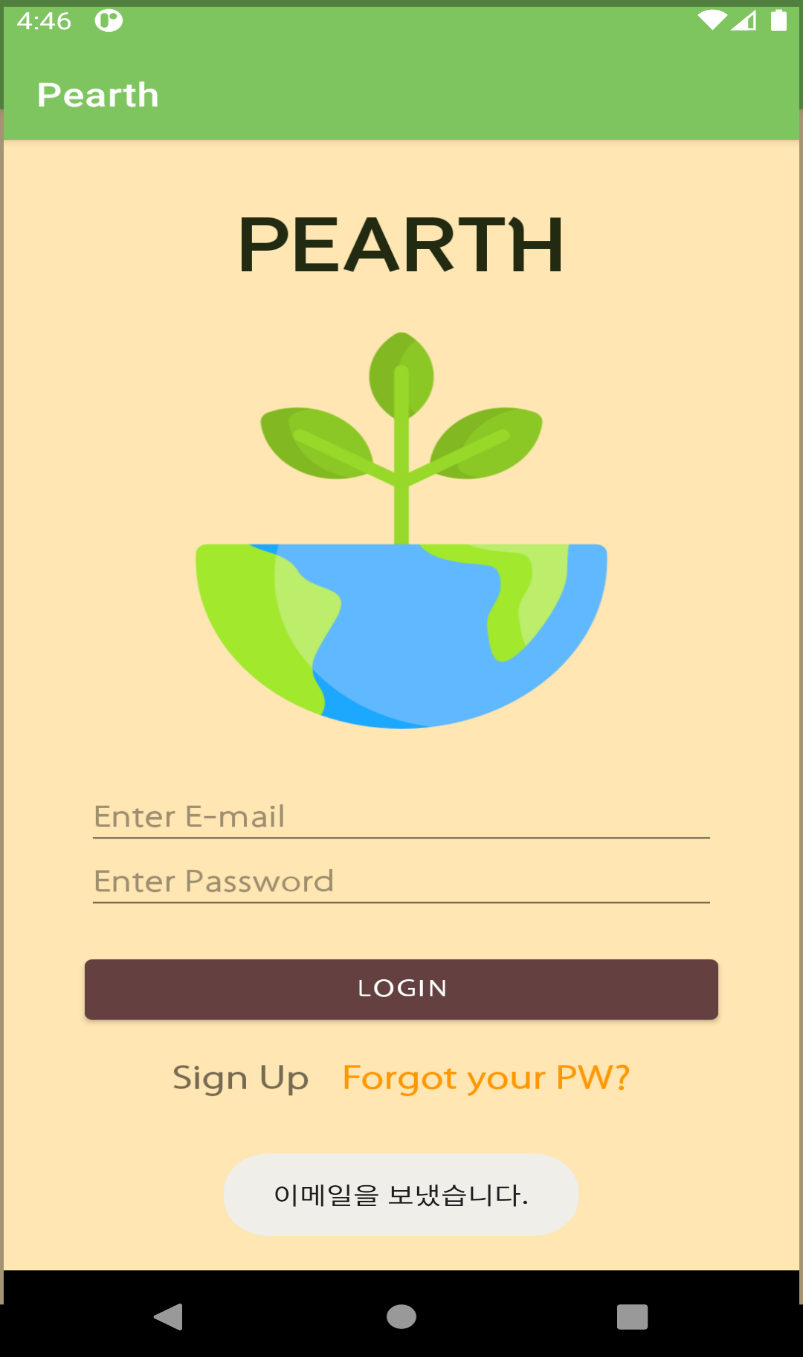 4:46
Pearth
PEARTH
Enter E-mail
Enter Password
LOGIN
Sign Up Forgot your PW?
이메일을 보냈습니다.